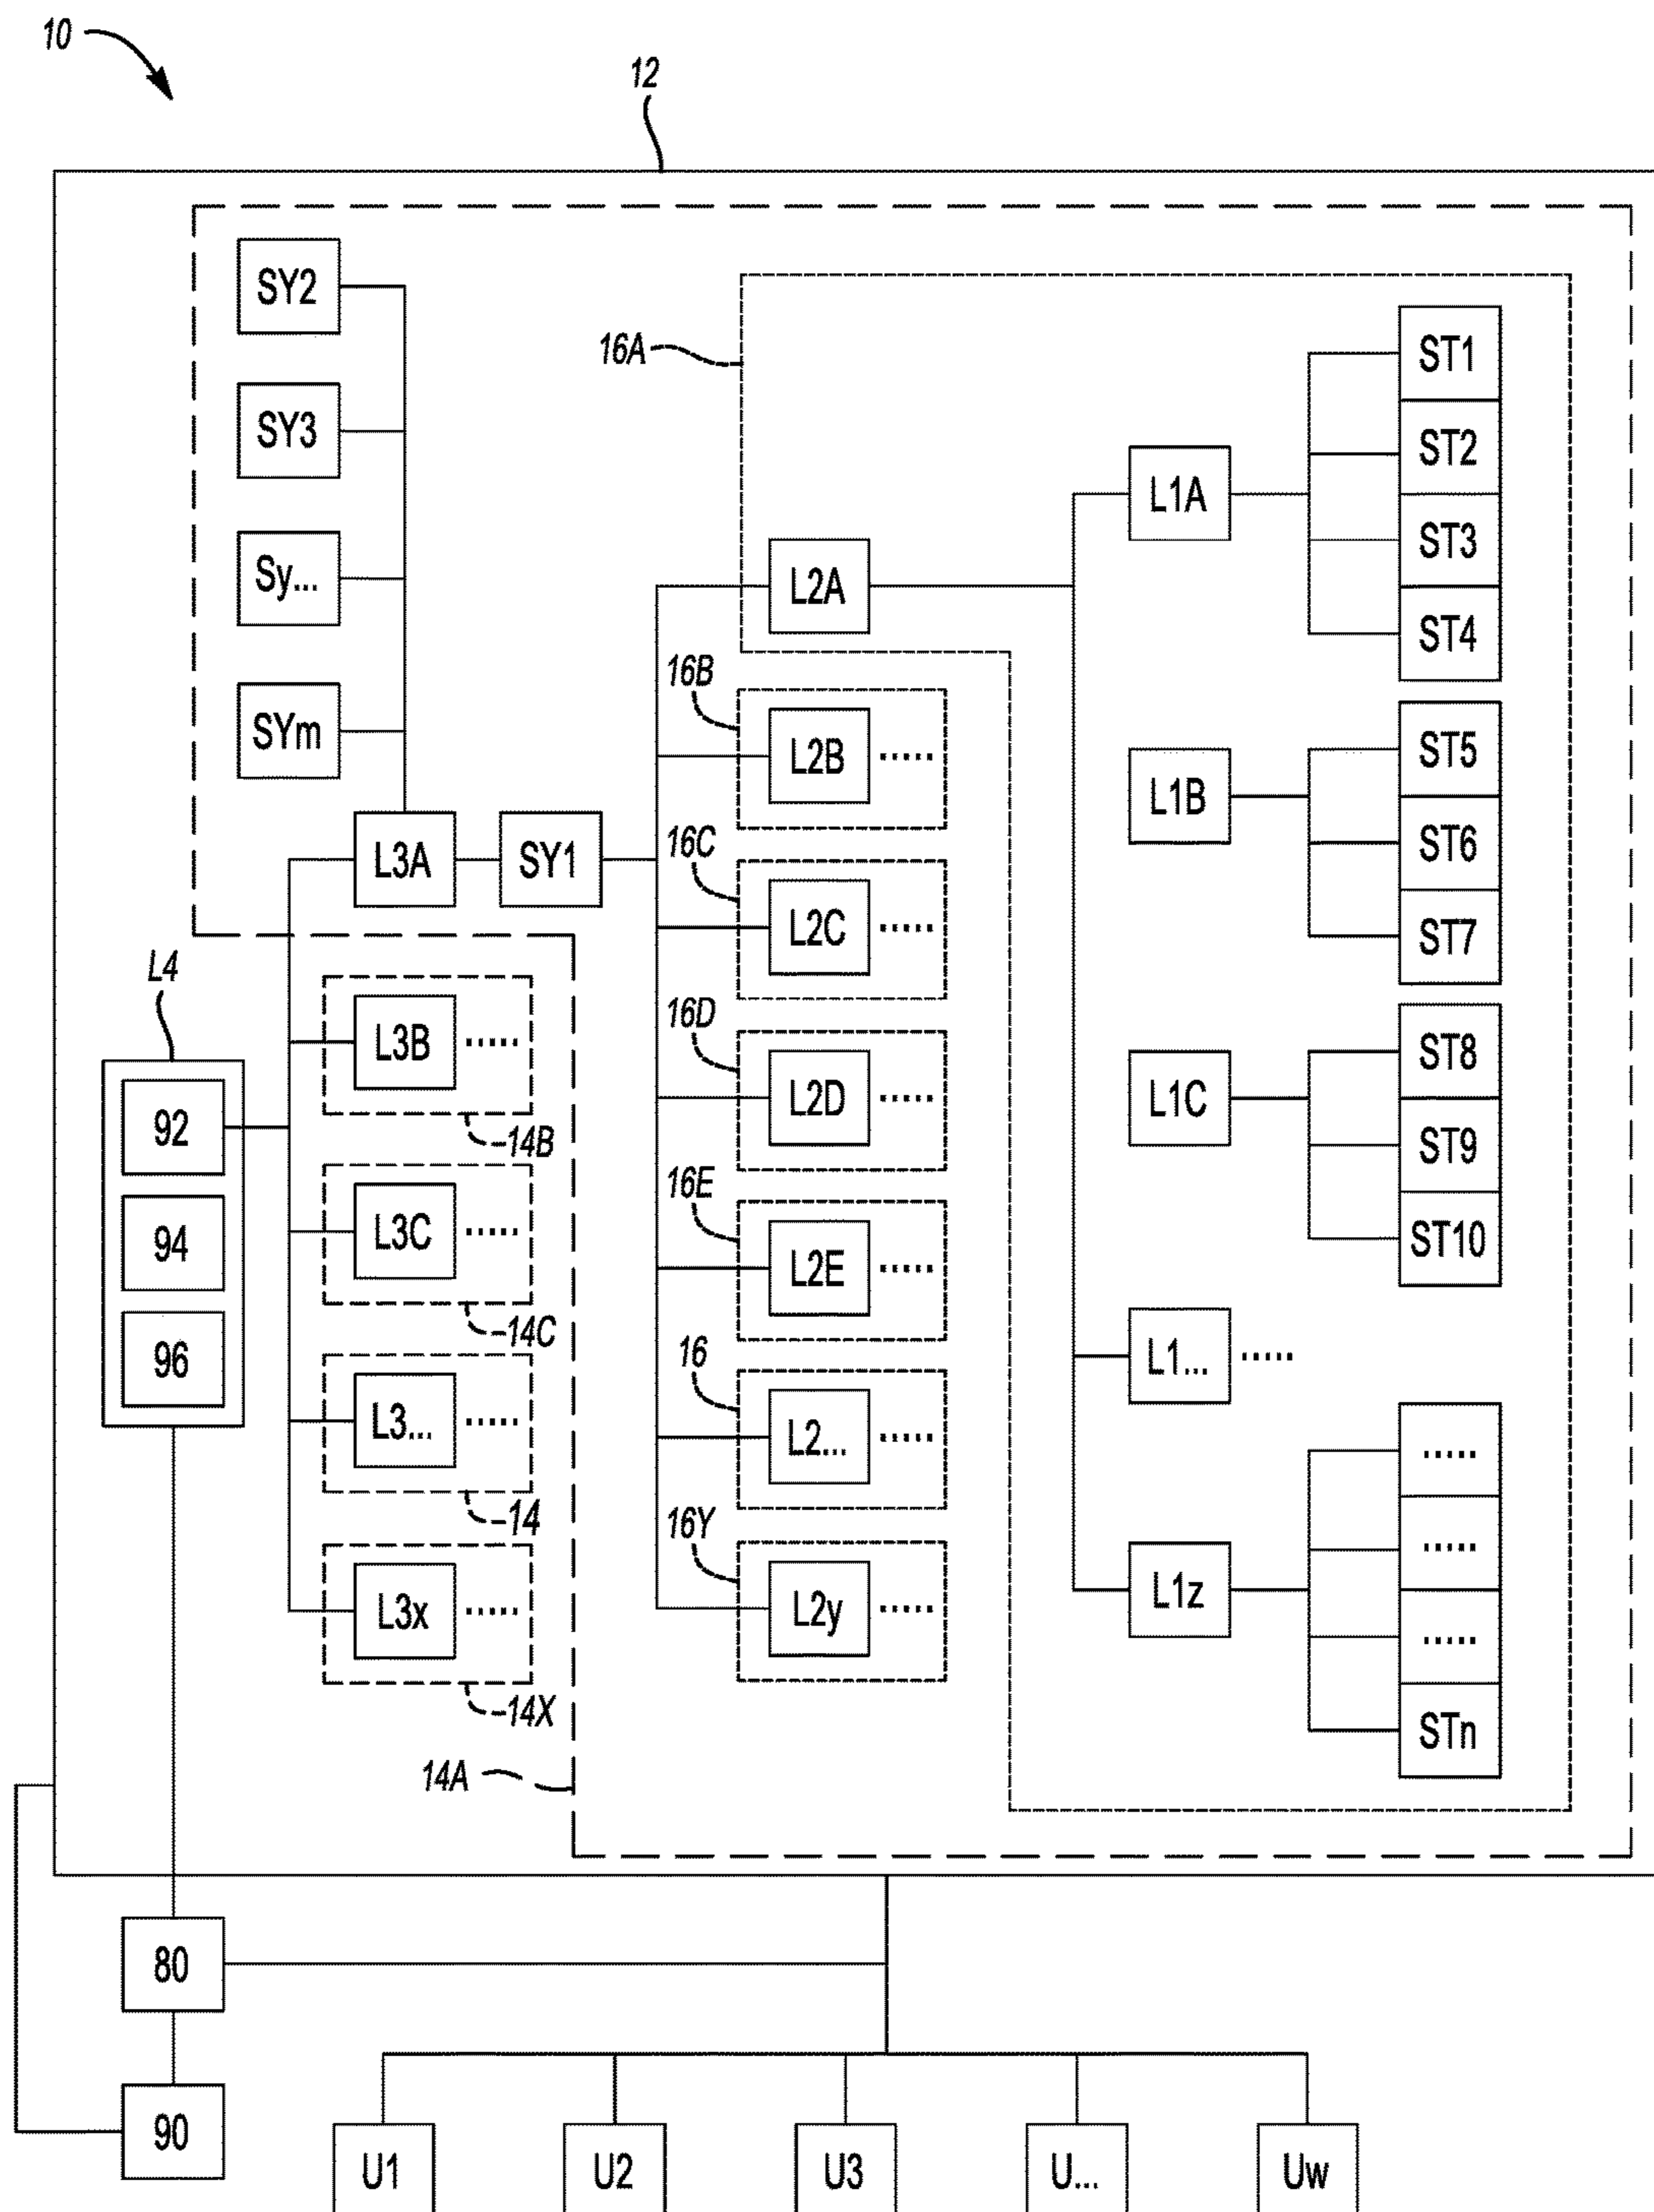 10
12
SY2
SY3
Sy...
SYm
L3A
SY1
16A
L2A
16B
L2B .....
16C
L2C .....
16D
L2D .....
16E
L2E .....
16
L2... .....
16Y
L2y .....
L1A
ST1
ST2
ST3
ST4
L1B
ST5
ST6
ST7
L1C
ST8
ST9
ST10
L1... .....
L1z
.....
.....
.....
STn
L4
92
94
96
L3B .....
14B
L3C .....
14C
L3... .....
14
L3x .....
14X
14A
80
90
U1
U2
U3
U...
Uw